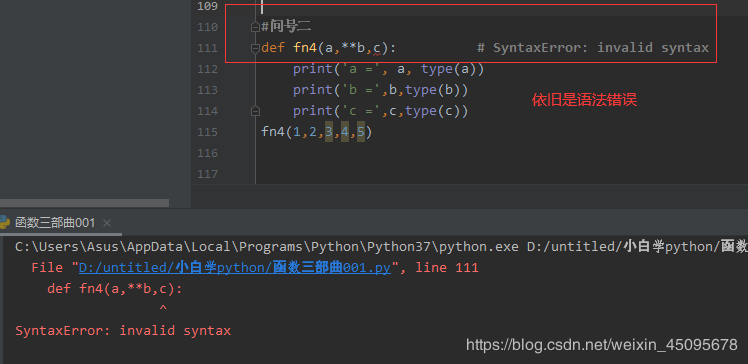 109
110 #问号二
111 def fn4(a,**b,c): # SyntaxError: invalid syntax
112 print('a =', a, type(a))
113 print('b =',b,type(b))
依旧是语法错误
114 print('c =',c,type(c))
115 fn4(1,2,3,4,5)
116
117
函数三部曲001 ×
C:\Users\Asus\AppData\Local\Programs\Python\Python37\python.exe D:/untitled/小白学python/函数
File "D:/untitled/小白学python/函数三部曲001.py", line 111
def fn4(a,**b,c):
^
SyntaxError: invalid syntax
https://blog.csdn.net/weixin_45095678